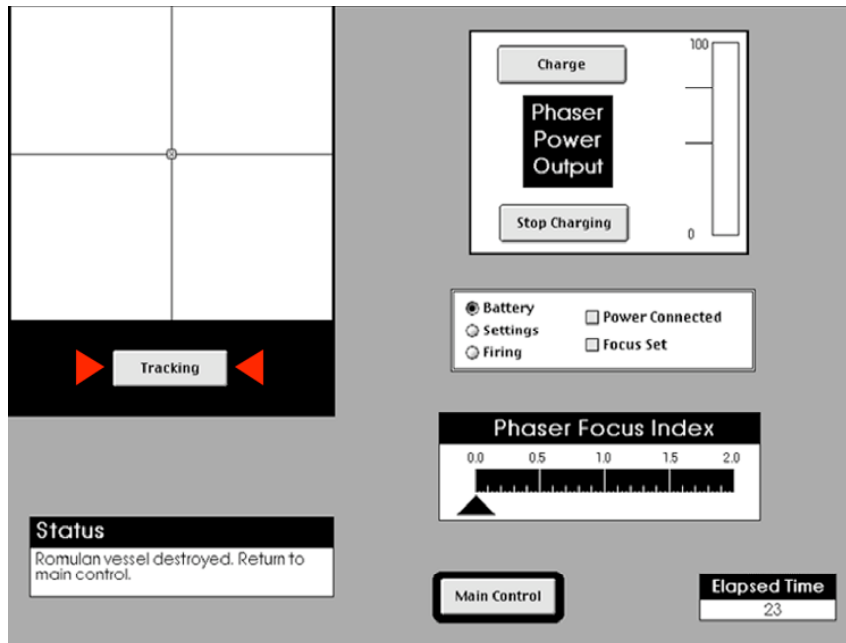 100
Charge
Phaser
Power
Output
Stop Charging
0
Battery
Settings
Firing
Power Connected
Focus Set
Tracking
Phaser Focus Index
0.0 0.5 1.0 1.5 2.0
Status
Romulan vessel destroyed. Return to
main control.
Main Control
Elapsed Time
23